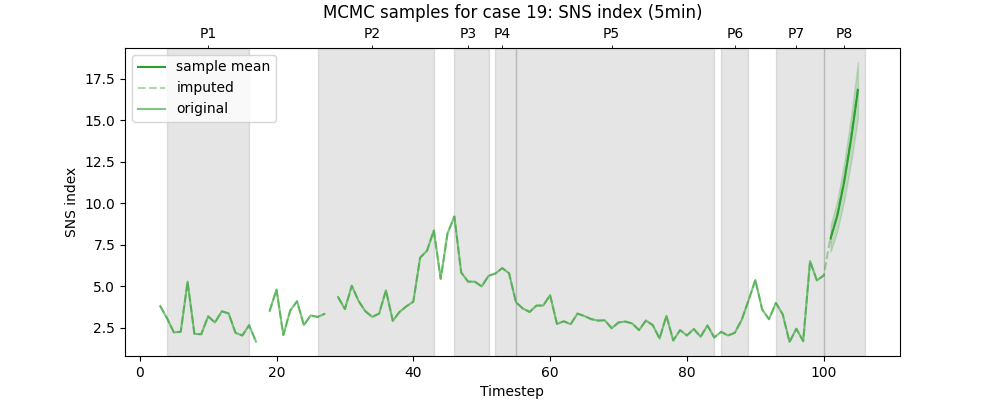 MCMC samples for case 19: SNS index (5min)
P1 P2 P3 P4 P5 P6 P7 P8
sample mean
imputed
original
17.5
15.0
12.5
10.0
7.5
5.0
2.5
SNS index
0 20 40 60 80 100
Timestep